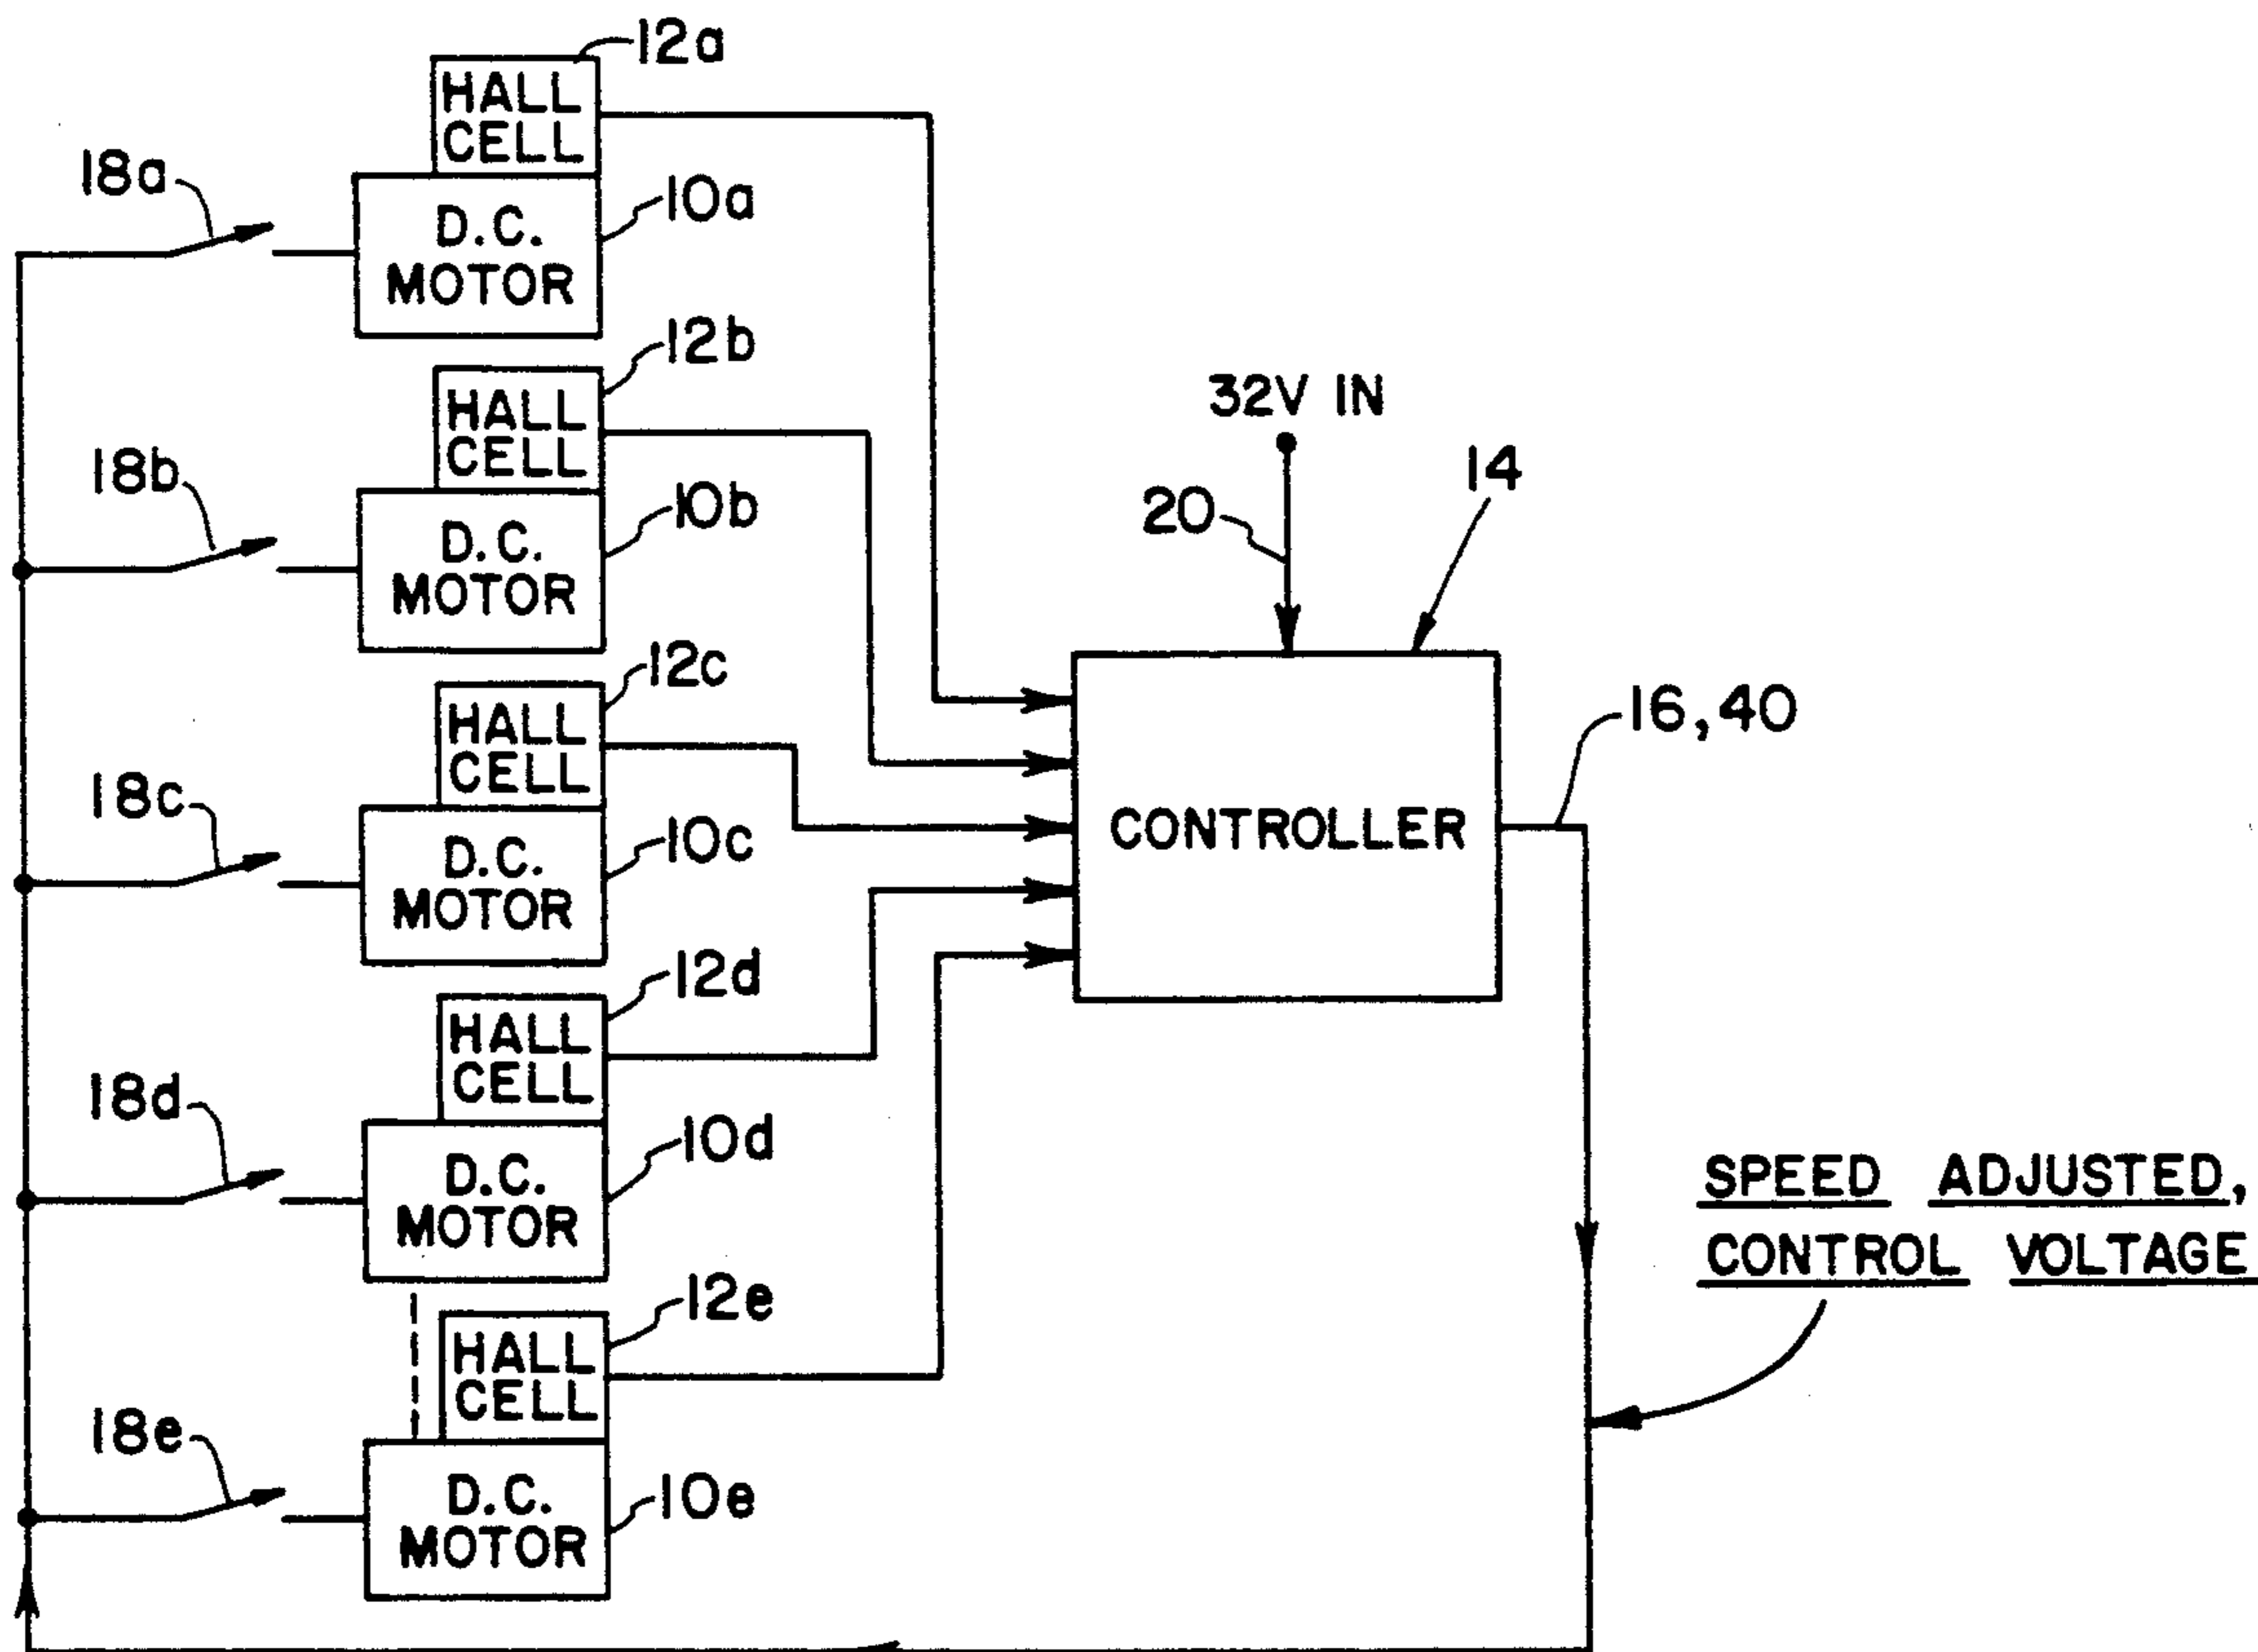 12a
HALL
CELL
18a
10a
D.C.
MOTOR
12b
HALL
CELL
32V IN
18b
10b
14
20
D.C.
MOTOR
12c
HALL
CELL
16,40
18c
10c
CONTROLLER
D.C.
MOTOR
12d
HALL
CELL
18d
10d
D.C.
MOTOR
SPEED ADJUSTED,
CONTROL VOLTAGE
12e
HALL
CELL
18e
10e
D.C.
MOTOR